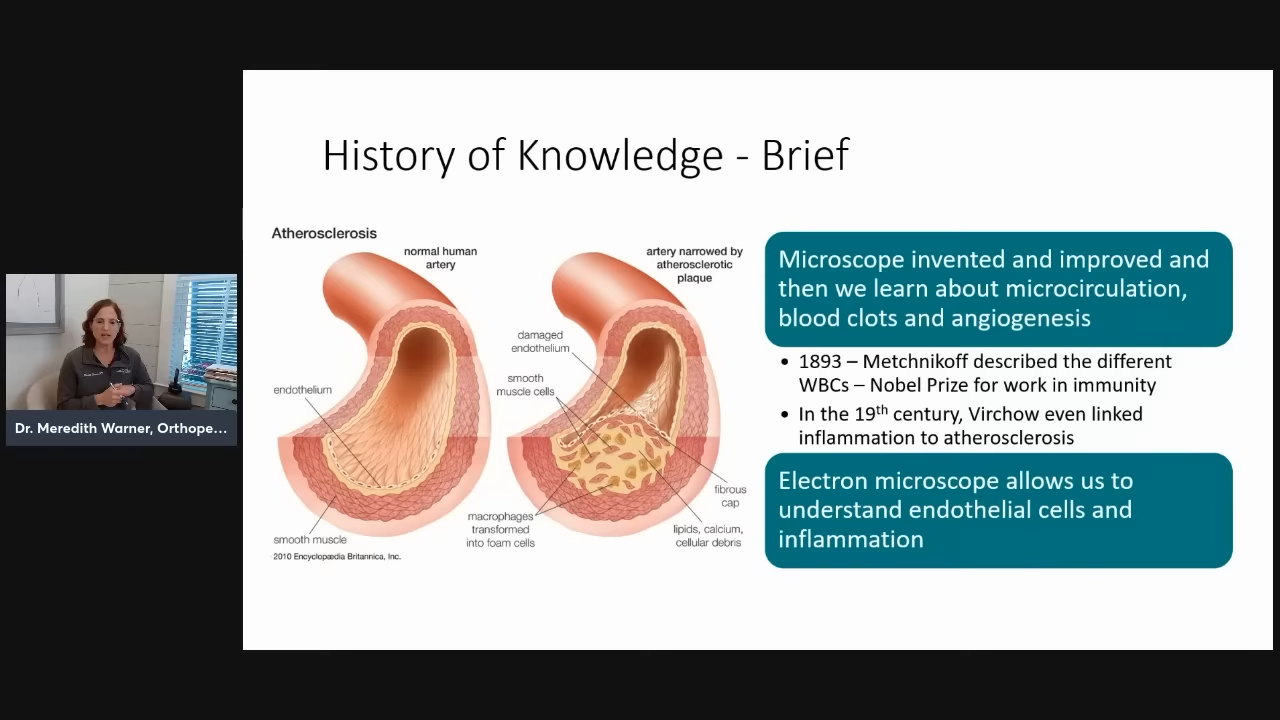 History of Knowledge - Brief
Atherosclerosis
normal human
artery
artery narrowed by
atherosclerotic
plaque
damaged
endothelium
smooth
muscle cells
endothelium
fibrous
cap
macrophages
transformed
into foam cells
lipids, calcium,
cellular debris
smooth muscle
2010 Encyclopædia Britannica, Inc.
Microscope invented and improved and
then we learn about microcirculation,
blood clots and angiogenesis
• 1893 – Metchnikoff described the different
WBCs – Nobel Prize for work in immunity
• In the 19th century, Virchow even linked
inflammation to atherosclerosis
Electron microscope allows us to
understand endothelial cells and
inflammation
Dr. Meredith Warner, Orthope...